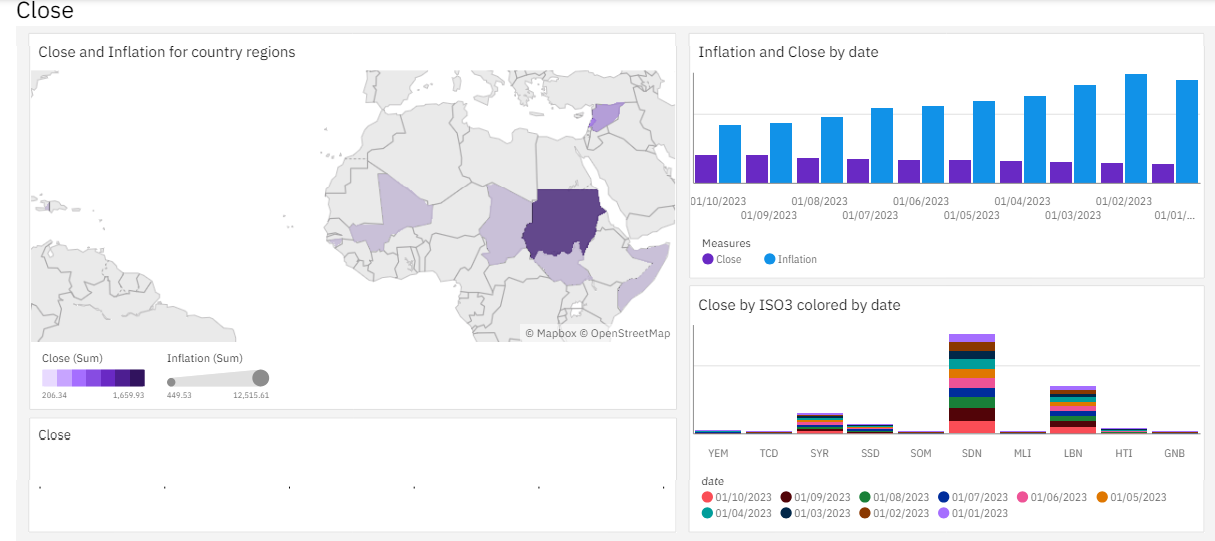 Close
Close and Inflation for country regions
© Mapbox © OpenStreetMap
Close (Sum)
206.34 1,659.93
Inflation (Sum)
449.53 12,515.61
Close
Inflation and Close by date
01/10/2023 01/08/2023 01/06/2023 01/04/2023 01/02/2023
01/09/2023 01/07/2023 01/05/2023 01/03/2023 01/01/...
Measures
Close Inflation
Close by ISO3 colored by date
YEM TCD SYR SSD SOM SDN MLI LBN HTI GNB
date
01/10/2023 01/09/2023 01/08/2023 01/07/2023 01/06/2023 01/05/2023
01/04/2023 01/03/2023 01/02/2023 01/01/2023